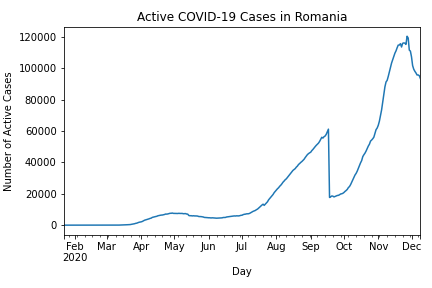 Active COVID-19 Cases in Romania
Number of Active Cases
120000
100000
80000
60000
40000
20000
0
Feb Mar Apr May Jun Jul Aug Sep Oct Nov Dec
2020
Day